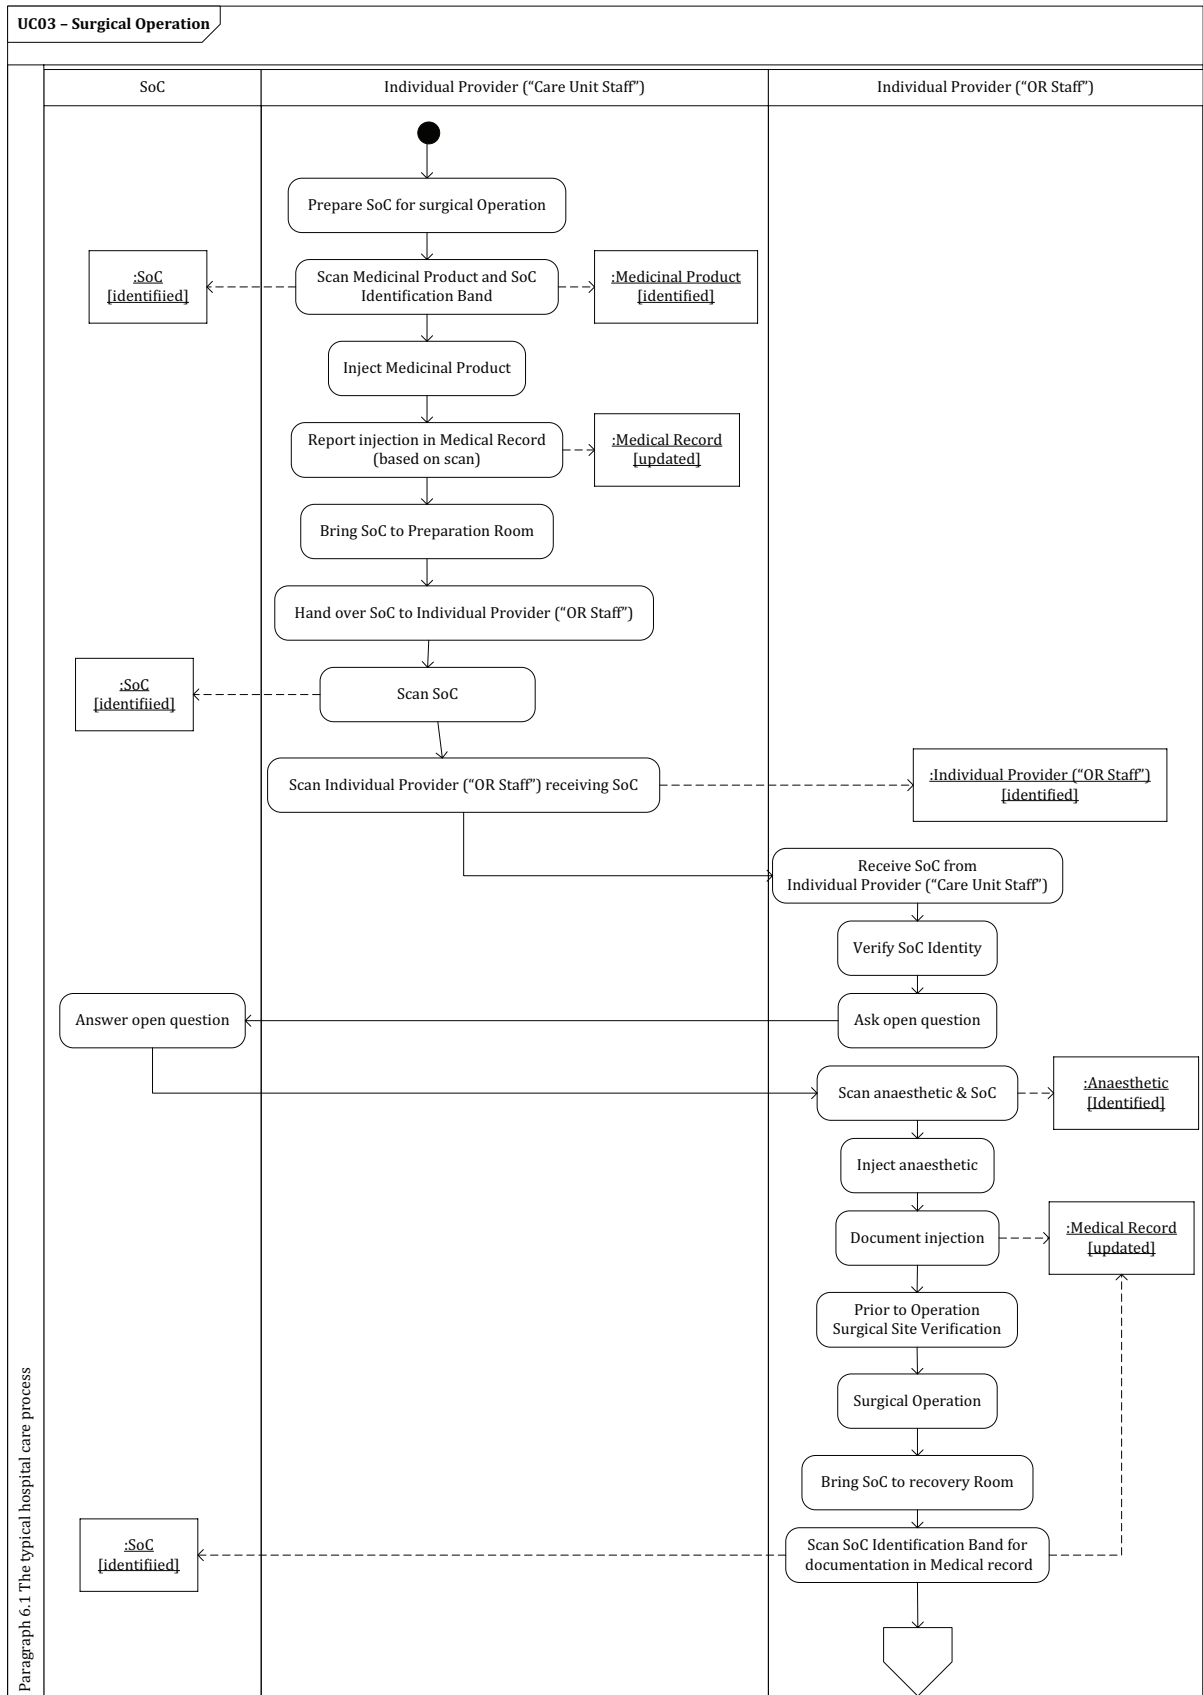 UC03 – Surgical Operation
SoC
Individual Provider (“Care Unit Staff”)
Individual Provider (“OR Staff”)
Prepare SoC for surgical Operation
:SoC
[identifiied]
Scan Medicinal Product and SoC
Identification Band
:Medicinal Product
[identified]
Inject Medicinal Product
Report injection in Medical Record
(based on scan)
:Medical Record
[updated]
Bring SoC to Preparation Room
Hand over SoC to Individual Provider (“OR Staff”)
:SoC
[identifiied]
Scan SoC
Scan Individual Provider (“OR Staff”) receiving SoC
:Individual Provider (“OR Staff”)
[identified]
Receive SoC from
Individual Provider (“Care Unit Staff”)
Verify SoC Identity
Answer open question
Ask open question
Scan anaesthetic & SoC
:Anaesthetic
[Identified]
Inject anaesthetic
Document injection
:Medical Record
[updated]
Prior to Operation
Surgical Site Verification
Surgical Operation
Bring SoC to recovery Room
:SoC
[identifiied]
Scan SoC Identification Band for
documentation in Medical record
Paragraph 6.1 The typical hospital care process